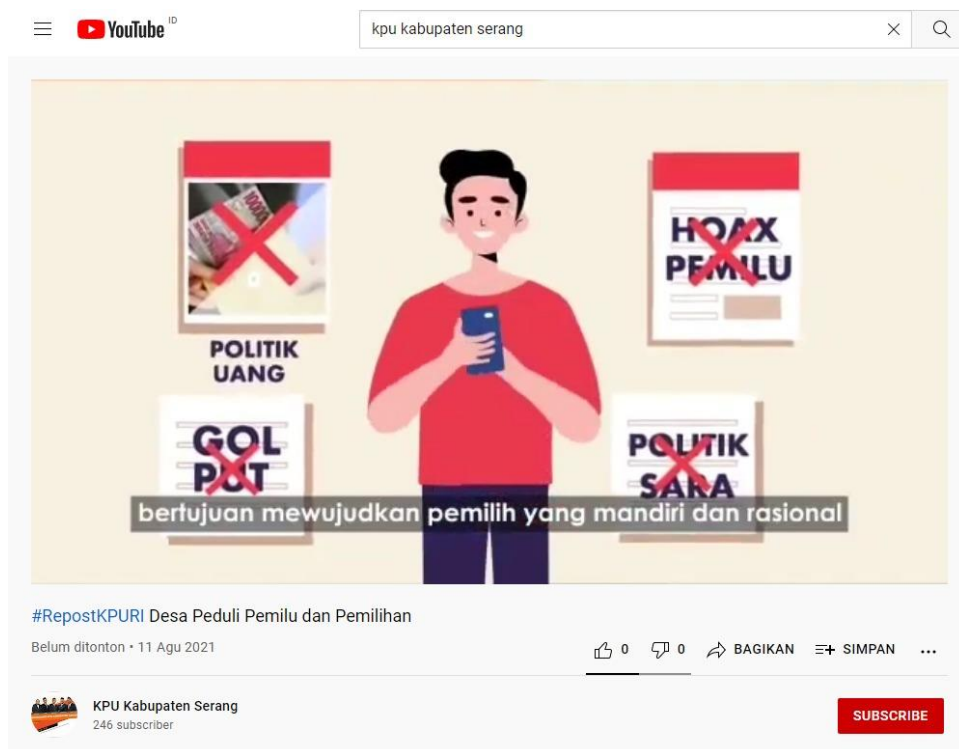 YouTube ID
kpu kabupaten serang
POLITIK
UANG
HOAX
PEMILU
GOL
PUT
POLITIK
SARA
bertujuan mewujudkan pemilih yang mandiri dan rasional
#RepostKPURI Desa Peduli Pemilu dan Pemilihan
Belum ditonton • 11 Agu 2021
0 0 BAGIKAN SIMPAN ...
KPU Kabupaten Serang
246 subscriber
SUBSCRIBE